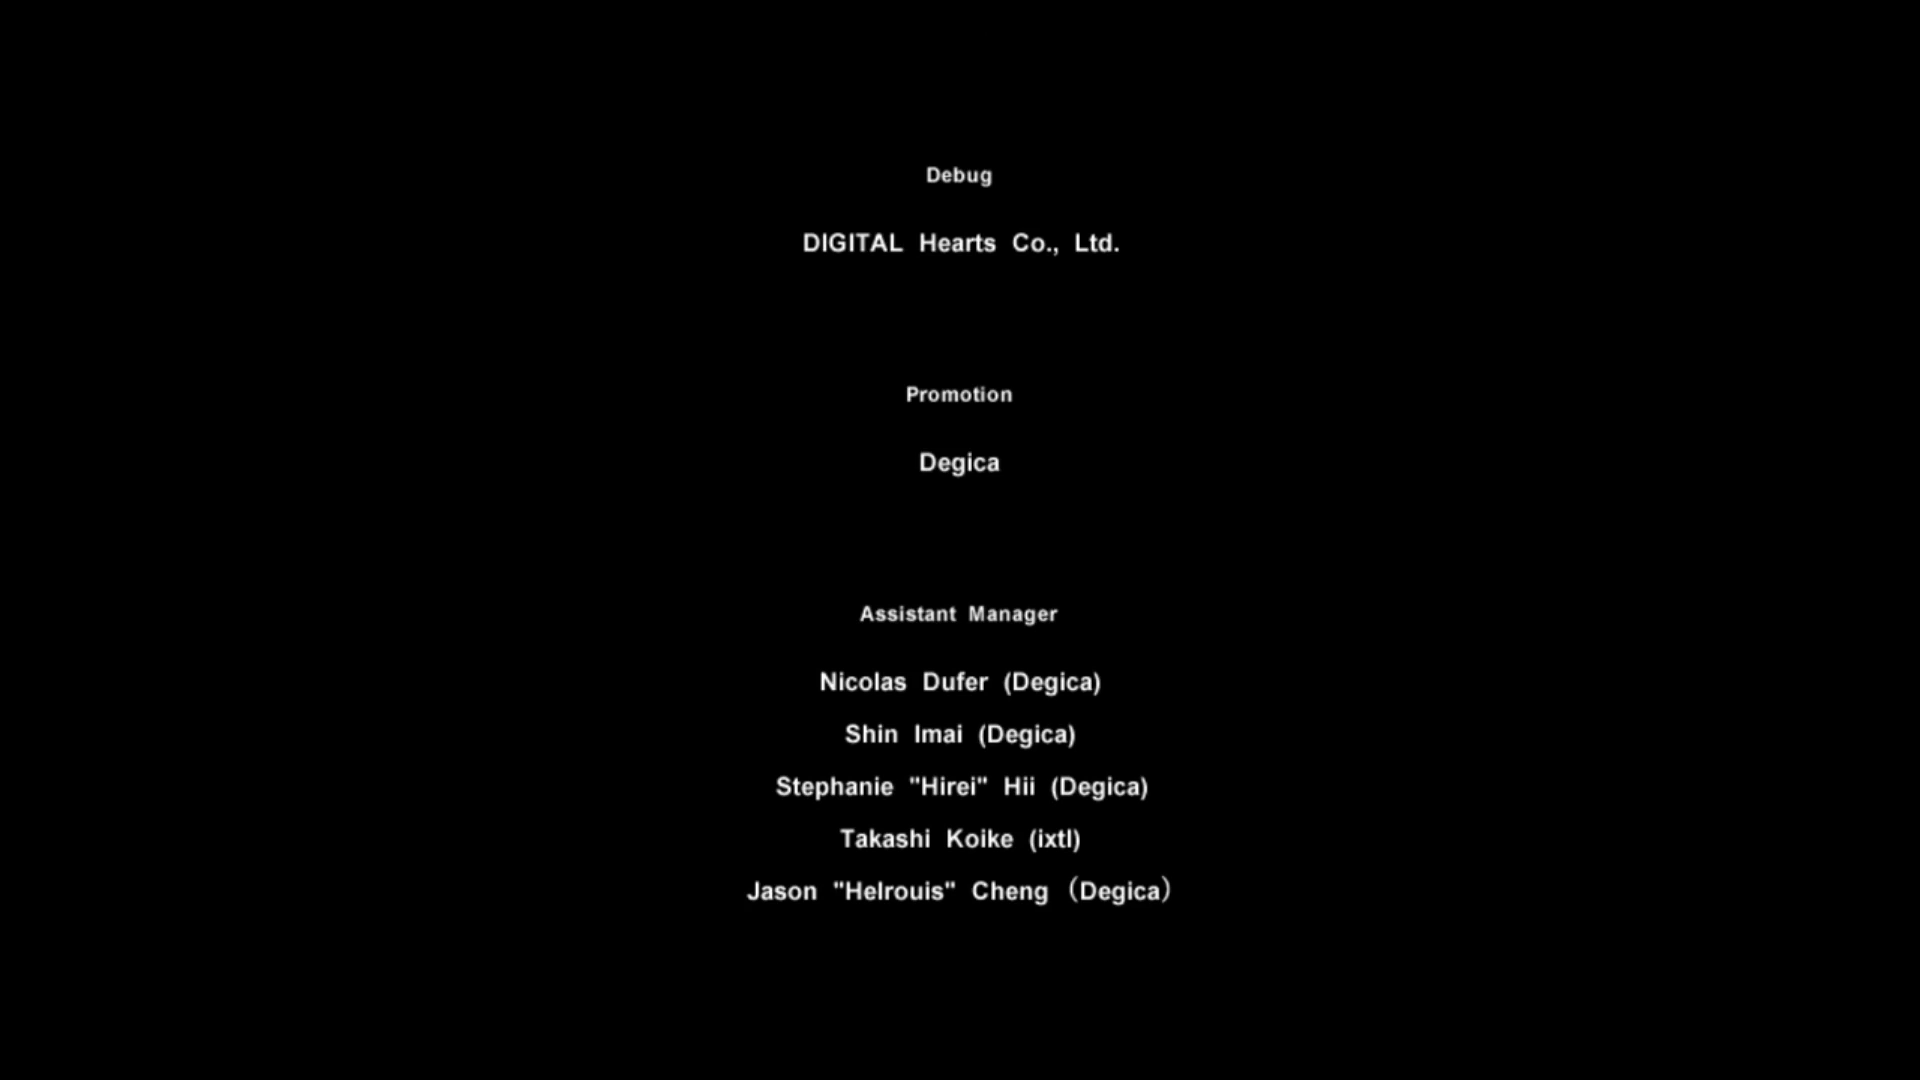 Debug
DIGITAL Hearts Co., Ltd.
Promotion
Degica
Assistant Manager
Nicolas Dufer (Degica)
Shin Imai (Degica)
Stephanie "Hirei" Hii (Degica)
Takashi Koike (ixtl)
Jason "Helrouis" Cheng （Degica）